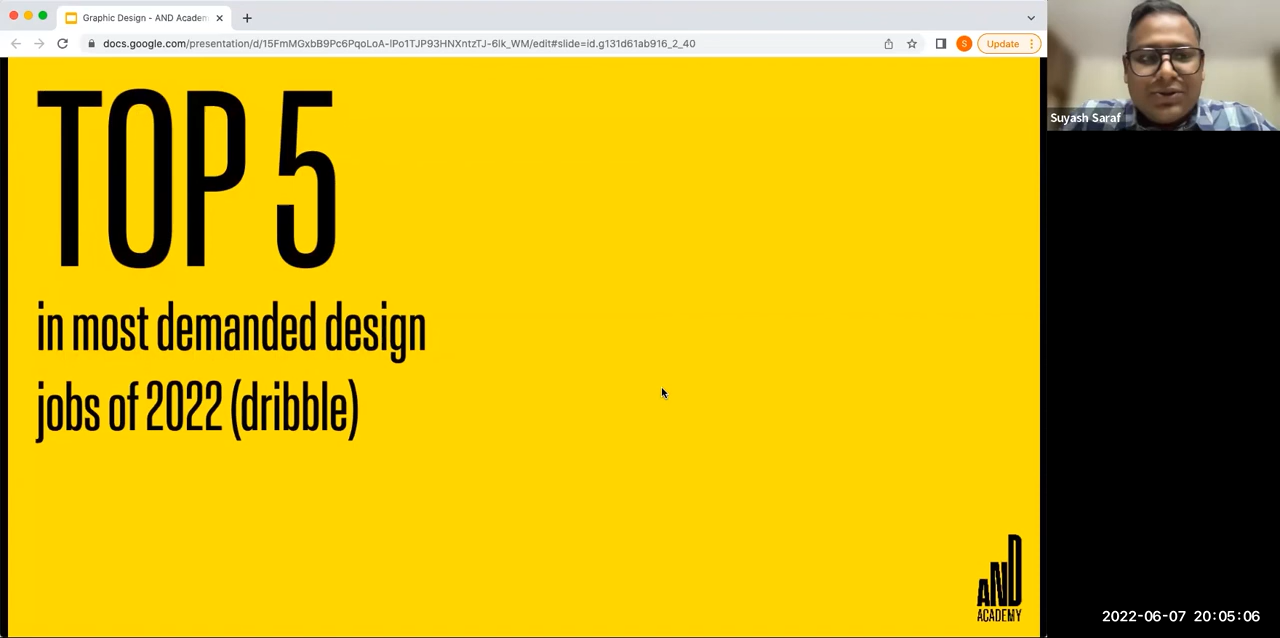 Graphic Design - AND Academ
docs.google.com/presentation/d/15FmMGxbB9Pc6PqoLoA-lPo1TJP93HNXntzTJ-6lk_WM/edit#slide=id.g131d61ab916_2_40
S
Update
TOP 5
in most demanded design
jobs of 2022 (dribble)
AND
ACADEMY
Suyash Saraf
2022-06-07 20:05:06